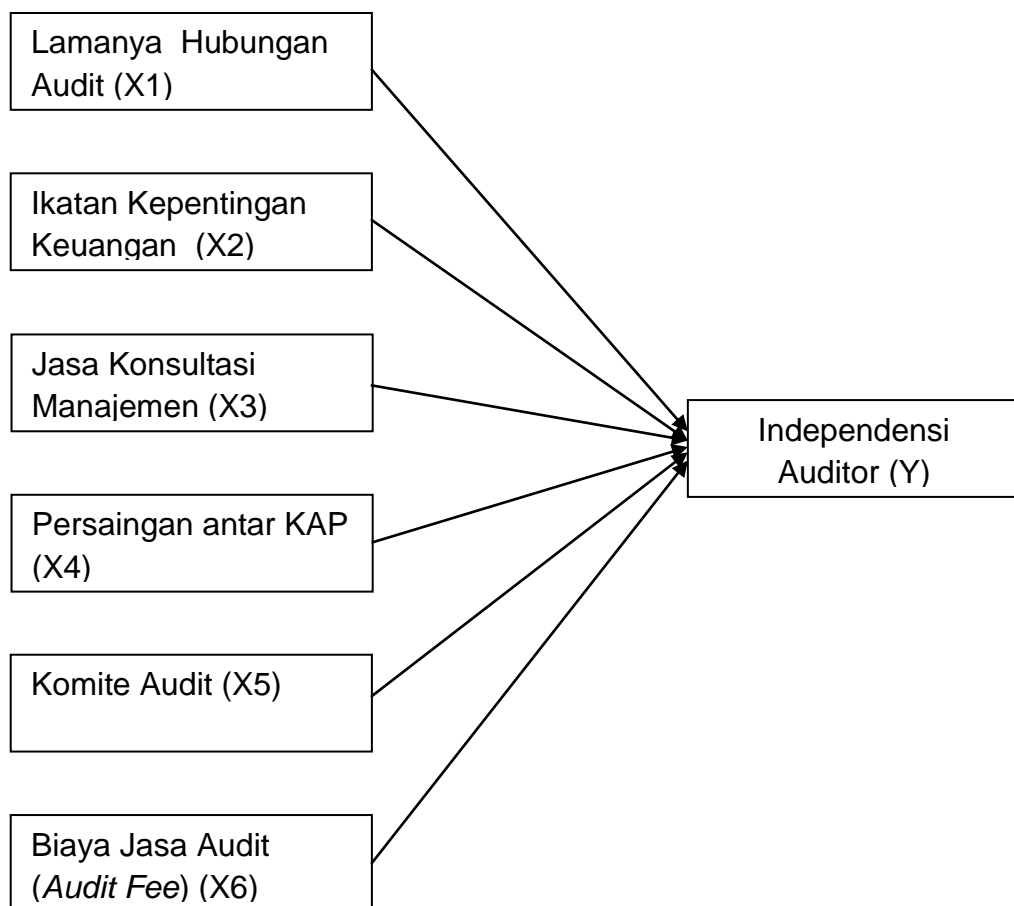 Lamanya Hubungan
Audit (X1)
Ikatan Kepentingan
Keuangan (X2)
Jasa Konsultasi
Manajemen (X3)
Persaingan antar KAP
(X4)
Komite Audit (X5)
Biaya Jasa Audit
(Audit Fee) (X6)
Independensi
Auditor (Y)